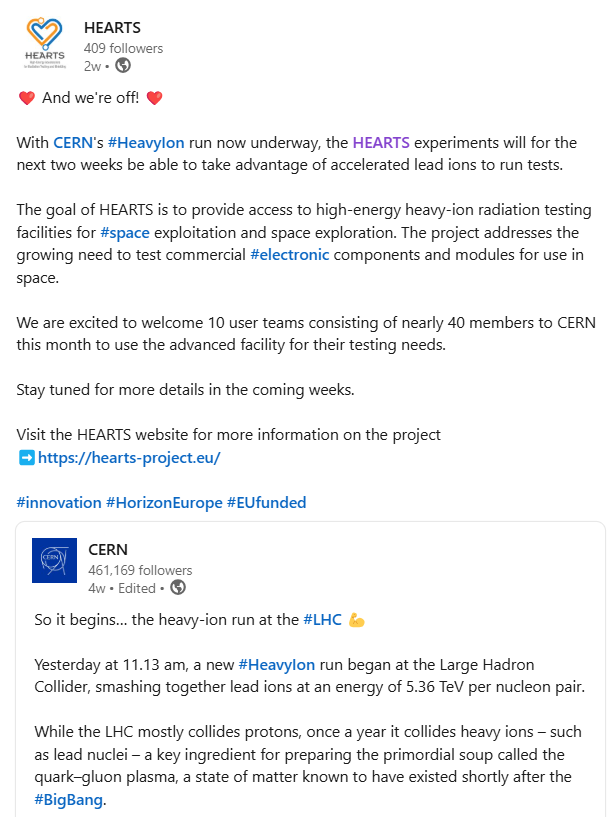 HEARTS
HEARTS
409 followers
2w •
❤️ And we're off! ❤️
With CERN's #HeavyIon run now underway, the HEARTS experiments will for the
next two weeks be able to take advantage of accelerated lead ions to run tests.
The goal of HEARTS is to provide access to high-energy heavy-ion radiation testing
facilities for #space exploitation and space exploration. The project addresses the
growing need to test commercial #electronic components and modules for use in
space.
We are excited to welcome 10 user teams consisting of nearly 40 members to CERN
this month to use the advanced facility for their testing needs.
Stay tuned for more details in the coming weeks.
Visit the HEARTS website for more information on the project
➡️ https://hearts-project.eu/
#innovation #HorizonEurope #EUfunded
CERN
CERN
461,169 followers
4w • Edited •
So it begins... the heavy-ion run at the #LHC 💪
Yesterday at 11.13 am, a new #HeavyIon run began at the Large Hadron
Collider, smashing together lead ions at an energy of 5.36 TeV per nucleon pair.
While the LHC mostly collides protons, once a year it collides heavy ions – such
as lead nuclei – a key ingredient for preparing the primordial soup called the
quark–gluon plasma, a state of matter known to have existed shortly after the
#BigBang.